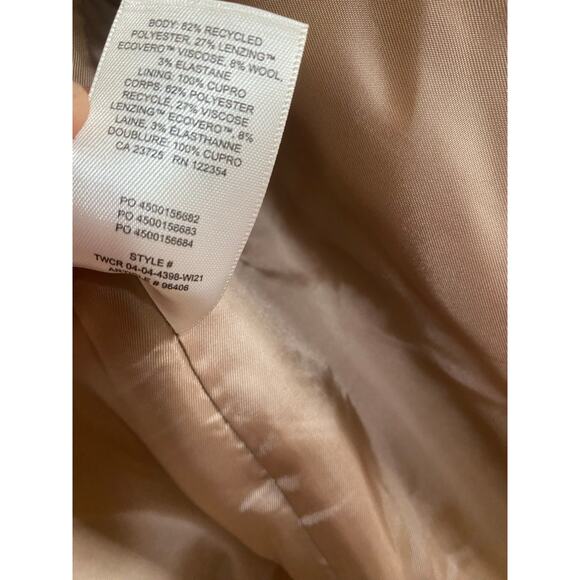 BODY: 62% RECYCLED
POLYESTER, 27% LENZING™
ECOVERO™ VISCOSE, 8% WOOL,
3% ELASTANE
LINING: 100% CUPRO
CORPS: 62% POLYESTER
RECYCLE, 27% VISCOSE
LENZING™ ECOVERO™, 8%
LAINE, 3% ELASTHANNE
DOUBLURE: 100% CUPRO
CA 23725 RN 122354
PO 4500156682
PO 4500156683
PO 4500156684
STYLE #
TWCR 04-04-4398-WI21
ARTICLE # 96406